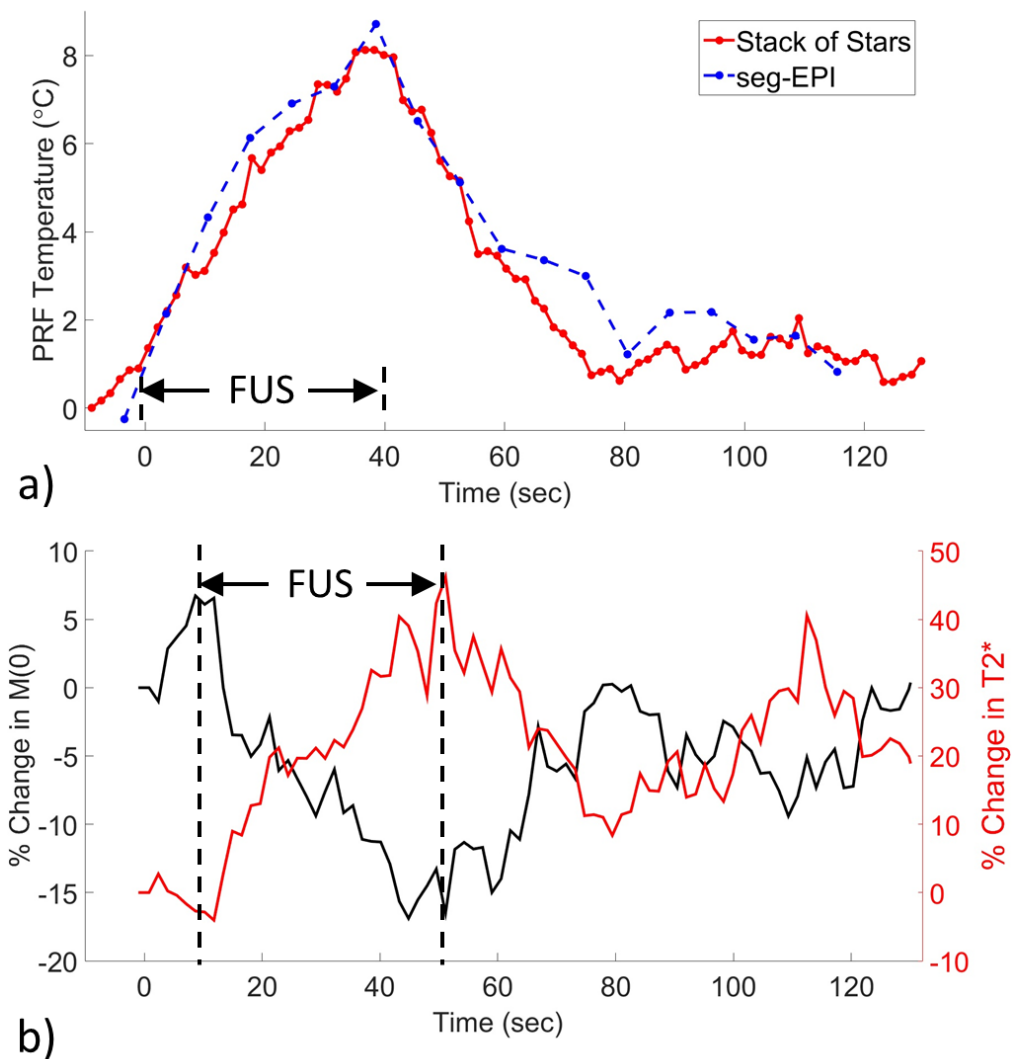 8
6
4
2
0
PRF Temperature (°C)
Stack of Stars
seg-EPI
FUS
0 20 40 60 80 100 120
Time (sec)
a)
10
5
0
-5
-10
-15
-20
% Change in M(0)
FUS
50
40
30
20
10
0
-10
% Change in T2*
0 20 40 60 80 100 120
Time (sec)
b)